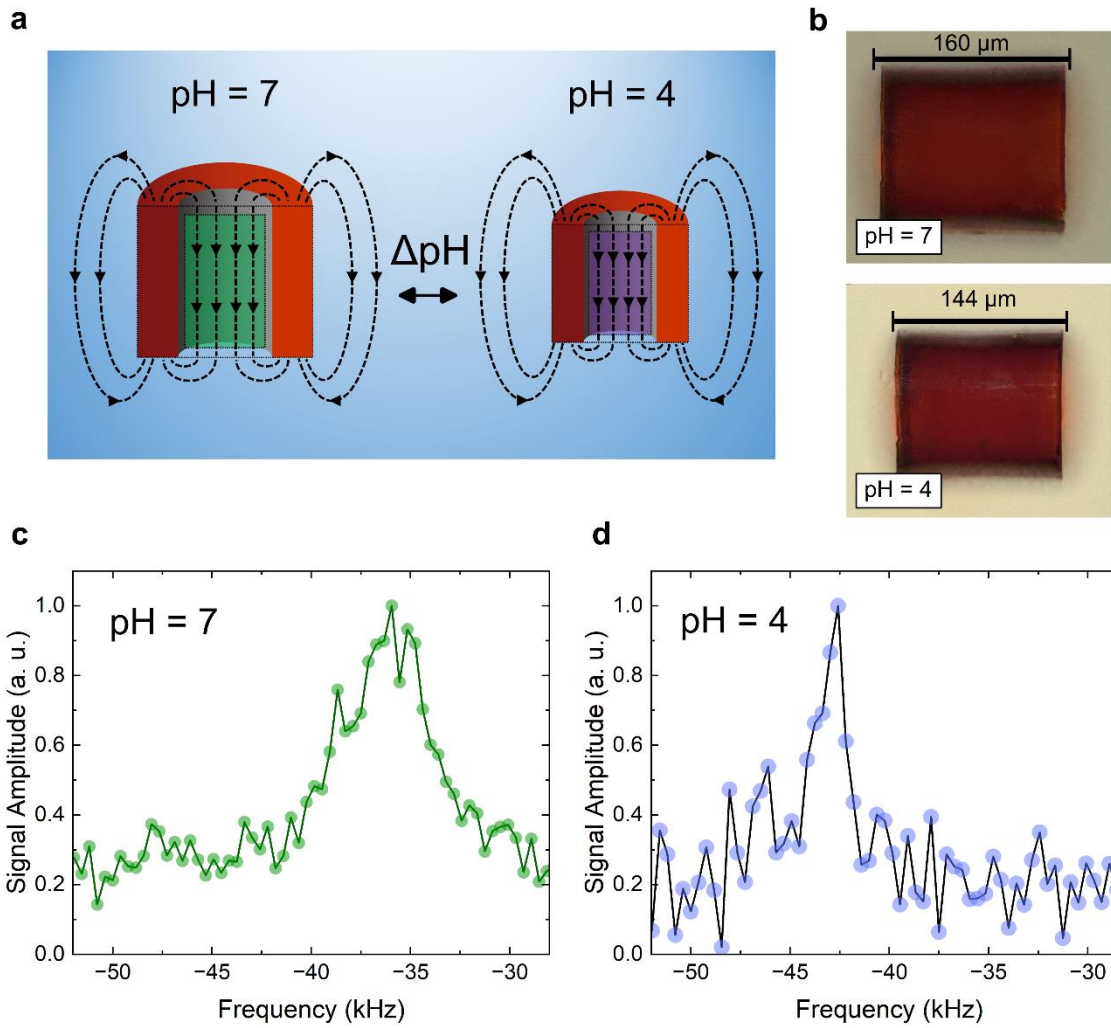 a
pH = 7
pH = 4
ΔpH
b
160 µm
pH = 7
144 µm
pH = 4
c
pH = 7
1.0
0.8
0.6
0.4
0.2
0.0
Signal Amplitude (a. u.)
−50
−45
−40
−35
−30
Frequency (kHz)
d
pH = 4
1.0
0.8
0.6
0.4
0.2
0.0
Signal Amplitude (a. u.)
−50
−45
−40
−35
−30
Frequency (kHz)